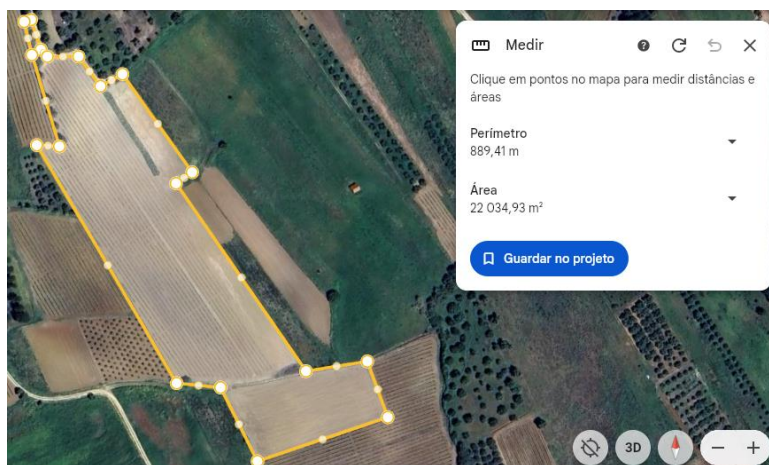 Medir
Clique em pontos no mapa para medir distâncias e
áreas
Perímetro
889,41 m
Área
22 034,93 m²
Guardar no projeto
3D